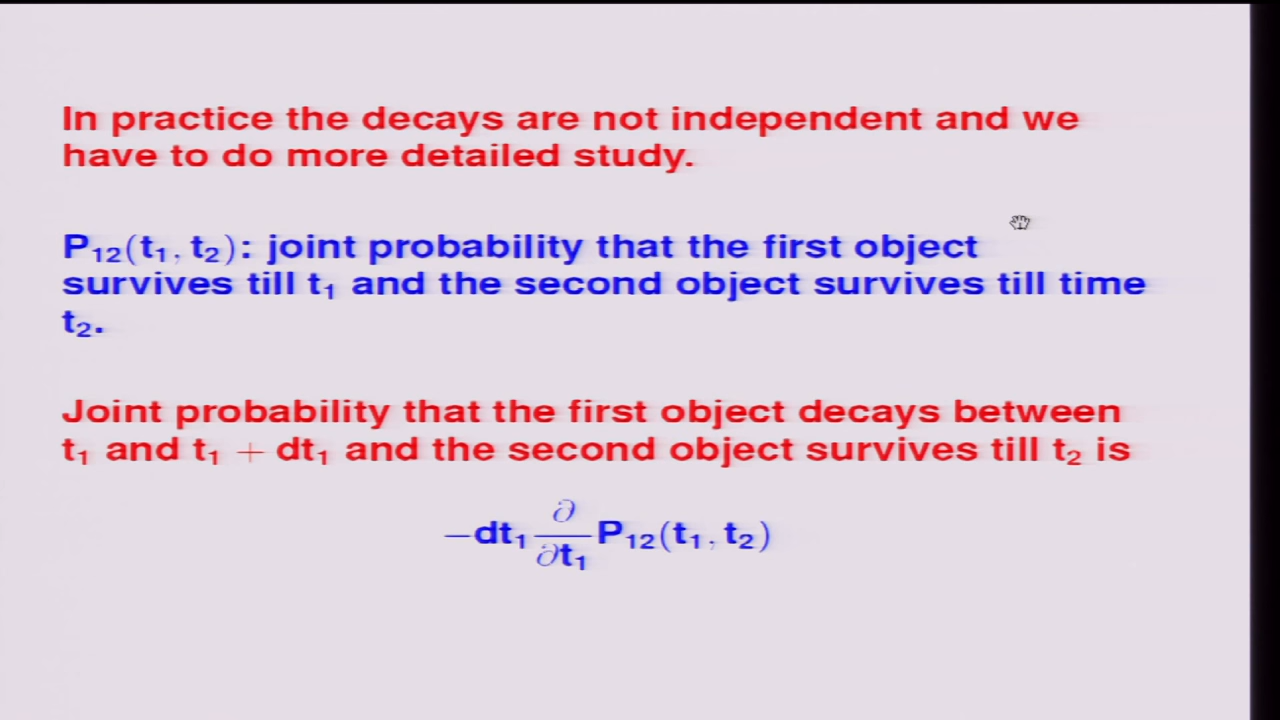 In practice the decays are not independent and we
have to do more detailed study.
P₁₂(t₁, t₂): joint probability that the first object
survives till t₁ and the second object survives till time
t₂.
Joint probability that the first object decays between
t₁ and t₁ + dt₁ and the second object survives till t₂ is
−dt₁ ∂/∂t₁ P₁₂(t₁, t₂)